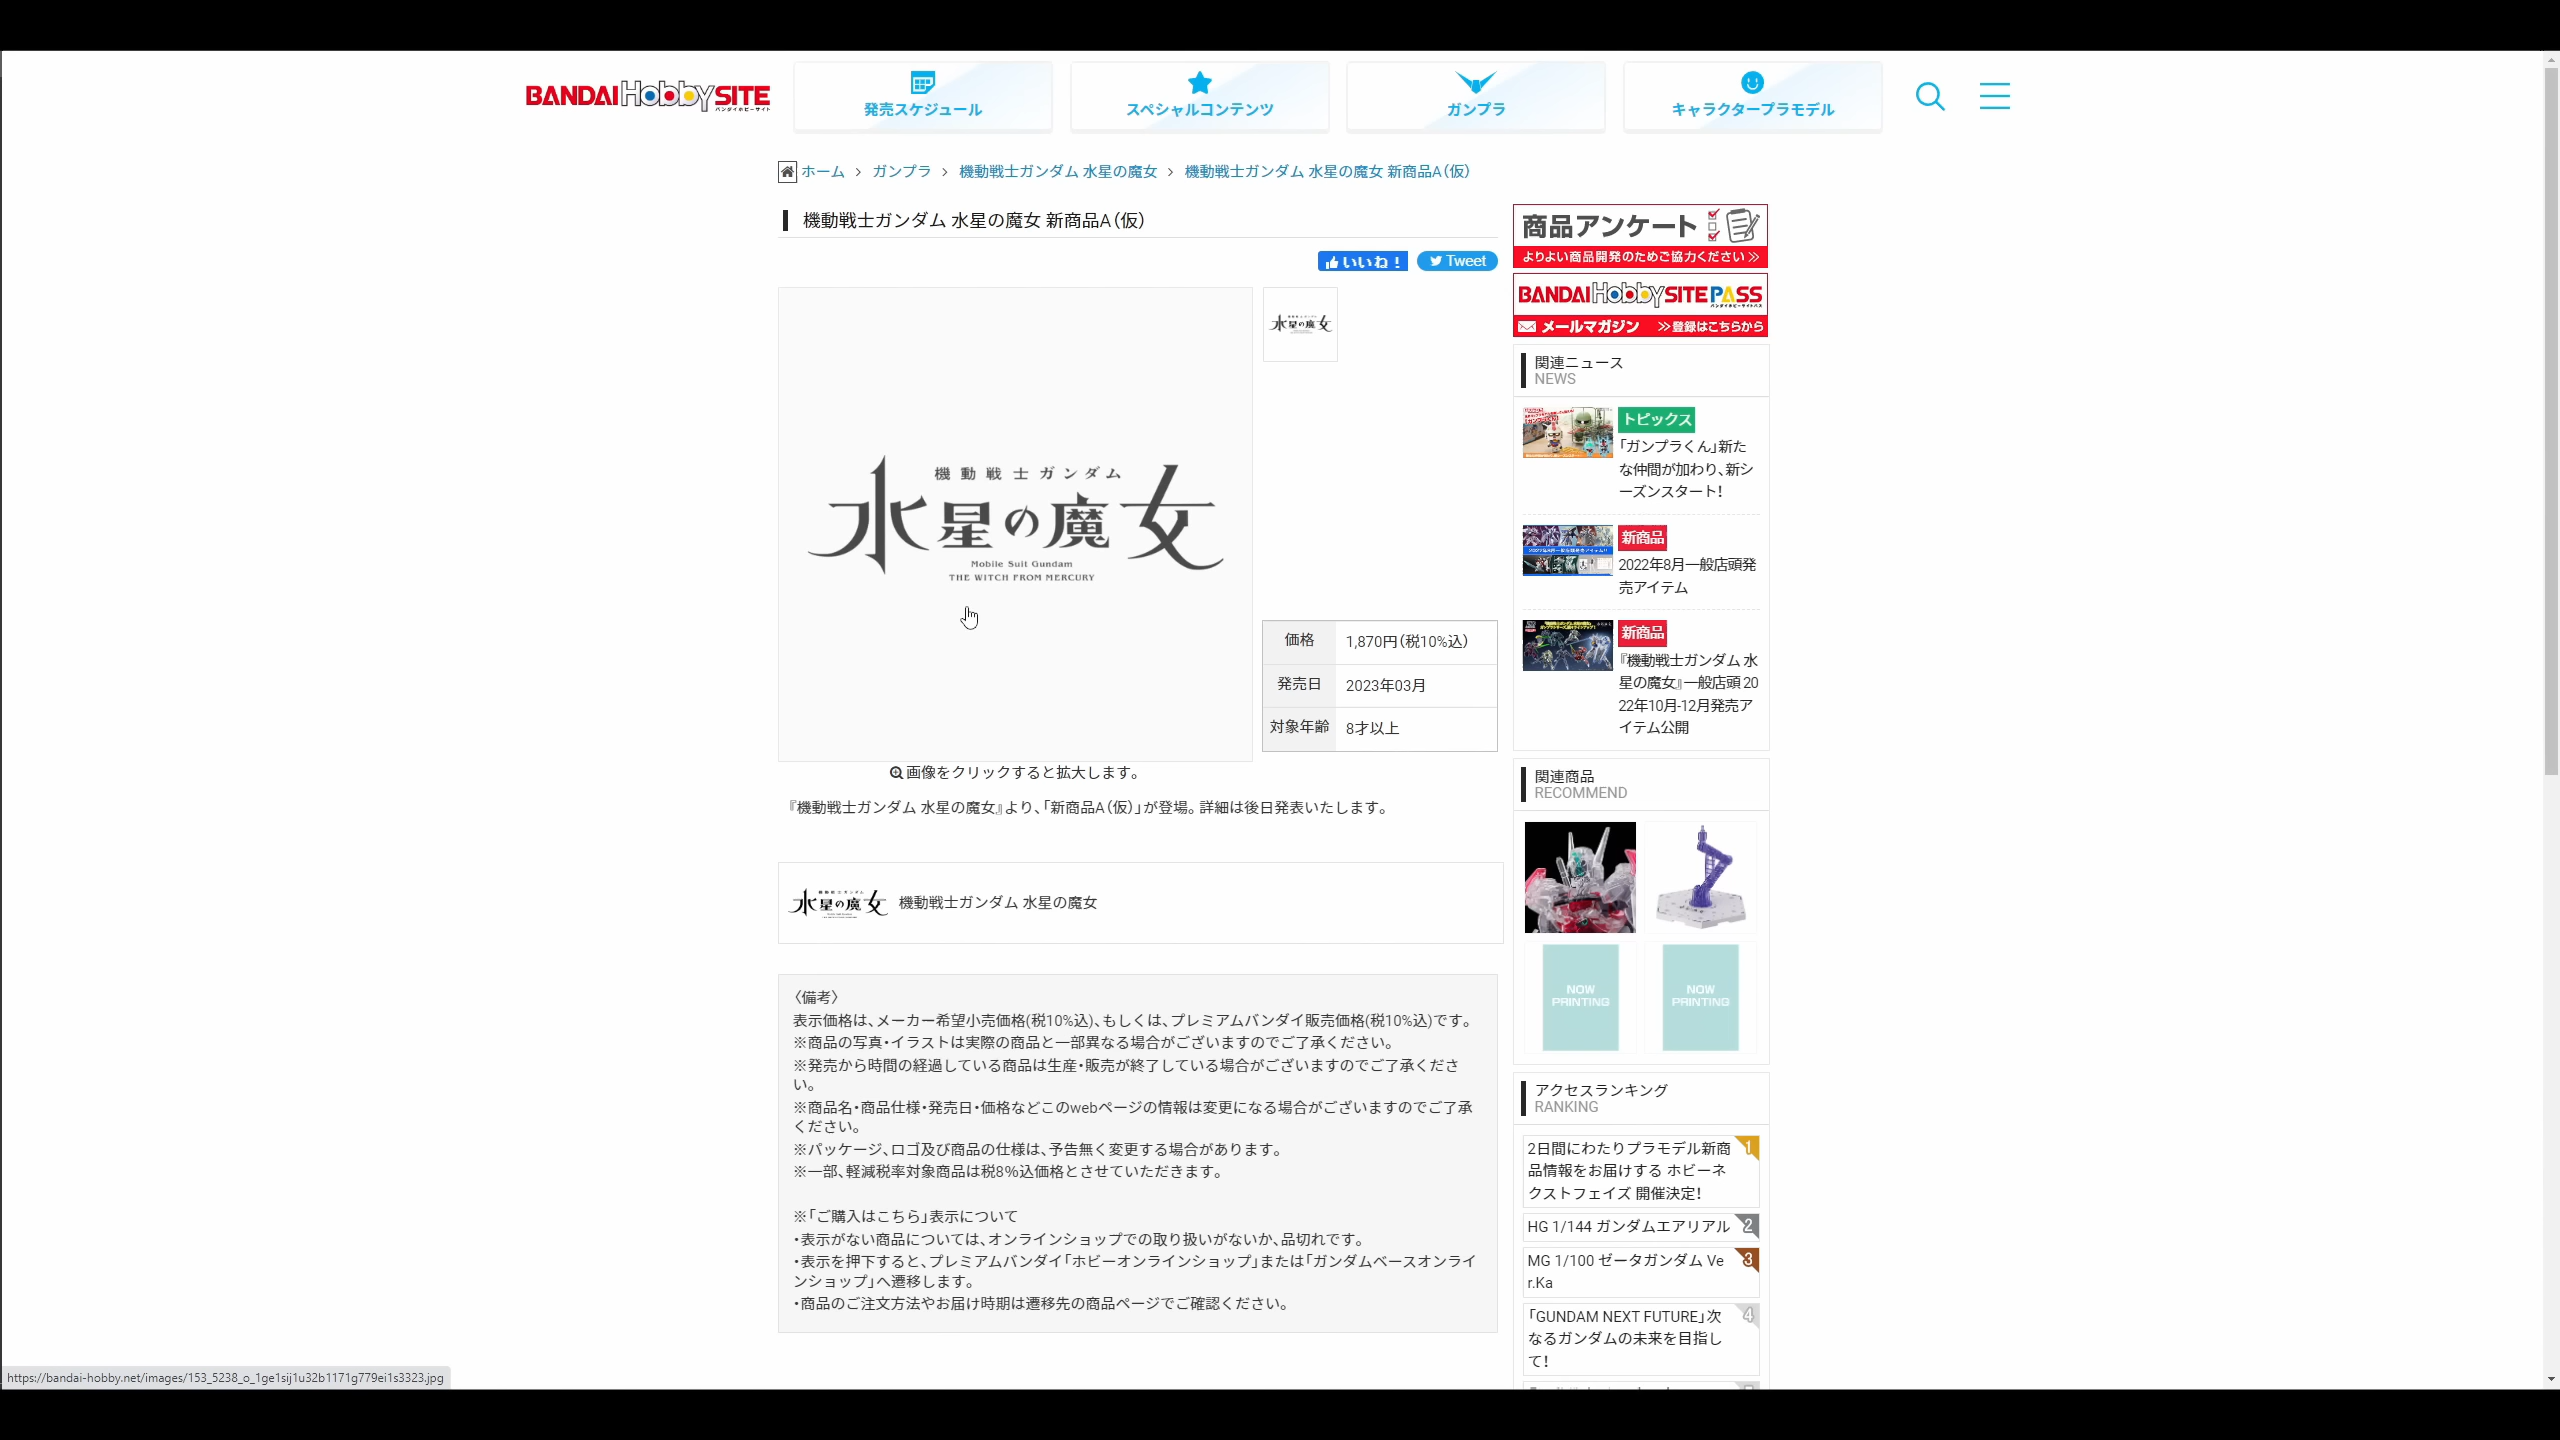 BANDAI HobbySITE
バンダイホビーサイト
発売スケジュール
スペシャルコンテンツ
ガンプラ
キャラクタープラモデル
ホーム > ガンプラ > 機動戦士ガンダム 水星の魔女 > 機動戦士ガンダム 水星の魔女 新商品A（仮）
機動戦士ガンダム 水星の魔女 新商品A（仮）
いいね！
Tweet
機動戦士ガンダム
水星の魔女
Mobile Suit Gundam
THE WITCH FROM MERCURY
水星の魔女
価格 1,870円（税10%込）
発売日 2023年03月
対象年齢 8才以上
画像をクリックすると拡大します。
『機動戦士ガンダム 水星の魔女』より、「新商品A（仮）」が登場。詳細は後日発表いたします。
水星の魔女
機動戦士ガンダム 水星の魔女
〈備考〉
表示価格は、メーカー希望小売価格(税10%込)、もしくは、プレミアムバンダイ販売価格(税10%込)です。
※商品の写真・イラストは実際の商品と一部異なる場合がございますのでご了承ください。
※発売から時間の経過している商品は生産・販売が終了している場合がございますのでご了承くださ
い。
※商品名・商品仕様・発売日・価格などこのwebページの情報は変更になる場合がございますのでご了承
ください。
※パッケージ、ロゴ及び商品の仕様は、予告無く変更する場合があります。
※一部、軽減税率対象商品は税8％込価格とさせていただきます。
※「ご購入はこちら」表示について
・表示がない商品については、オンラインショップでの取り扱いがないか、品切れです。
・表示を押下すると、プレミアムバンダイ「ホビーオンラインショップ」または「ガンダムベースオンライ
ンショップ」へ遷移します。
・商品のご注文方法やお届け時期は遷移先の商品ページでご確認ください。
商品アンケート
よりよい商品開発のためご協力ください
BANDAI HobbySITE PASS
バンダイホビーサイトパス
メールマガジン 登録はこちらから
関連ニュース
NEWS
トピックス
「ガンプラくん」新た
な仲間が加わり、新シ
ーズンスタート！
新商品
2022年8月一般店頭発
売アイテム
新商品
『機動戦士ガンダム 水
星の魔女』一般店頭 20
22年10月-12月発売ア
イテム公開
関連商品
RECOMMEND
NOW
PRINTING
NOW
PRINTING
アクセスランキング
RANKING
2日間にわたりプラモデル新商
品情報をお届けする ホビーネ
クストフェイズ 開催決定！
1
HG 1/144 ガンダムエアリアル
2
MG 1/100 ゼータガンダム Ve
r.Ka
3
「GUNDAM NEXT FUTURE」次
なるガンダムの未来を目指し
て！
4
https://bandai-hobby.net/images/153_5238_o_1ge1sij1u32b1171g779ei1s3323.jpg